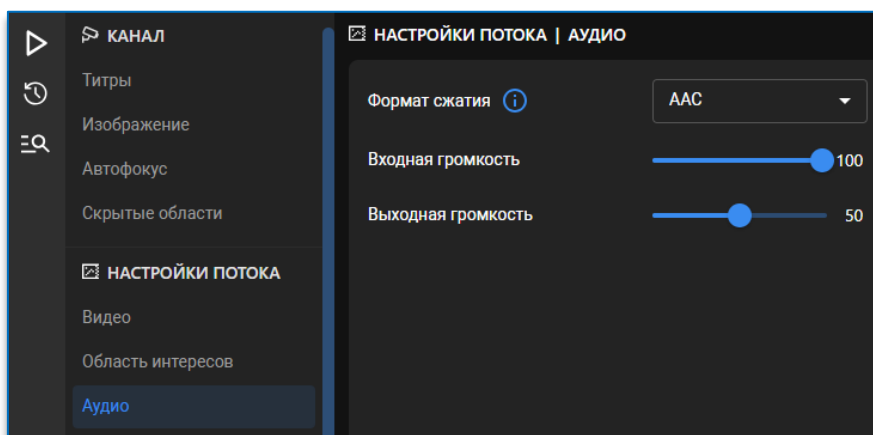 КАНАЛ
Титры
Изображение
Автофокус
Скрытые области
НАСТРОЙКИ ПОТОКА
Видео
Область интересов
Аудио
НАСТРОЙКИ ПОТОКА | АУДИО
Формат сжатия AAC
Входная громкость 100
Выходная громкость 50